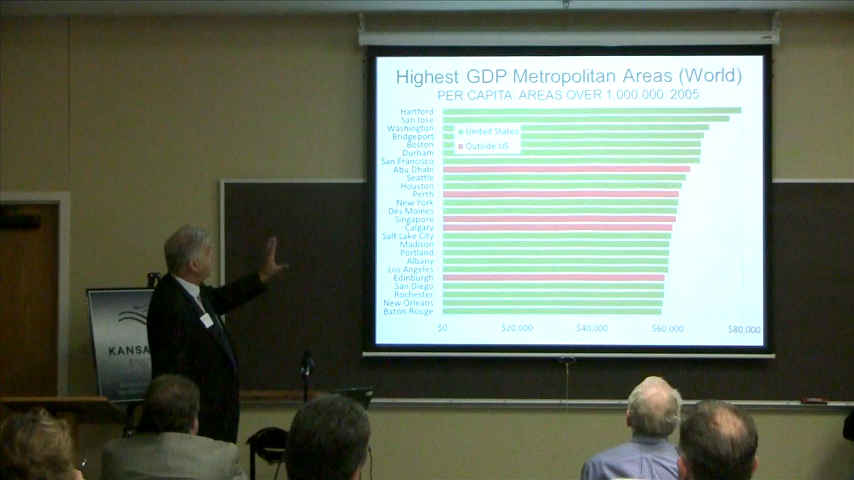 Highest GDP Metropolitan Areas (World)
PER CAPITA: AREAS OVER 1,000,000: 2005
Hartford
San Jose
Washington
Bridgeport
Boston
Durham
San Francisco
Abu Dhabi
Seattle
Houston
Perth
New York
Des Moines
Singapore
Calgary
Salt Lake City
Madison
Portland
Albany
Los Angeles
Edinburgh
San Diego
Rochester
New Orleans
Baton Rouge
United States
Outside US
$0 $20,000 $40,000 $60,000 $80,000
KANSA